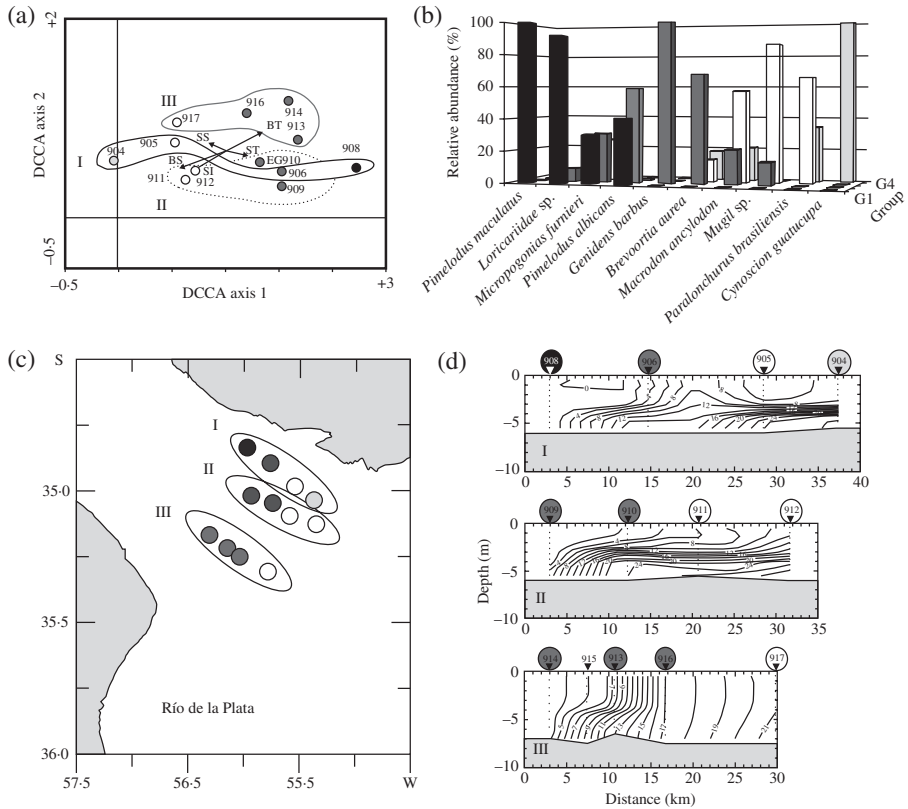 (a)
+2
DCCA axis 2
–0·5
–0·5
+3
DCCA axis 1
I
II
III
917
916
914
913
BT
905
904
SS
ST
BS
EG910
908
911
SI
912
906
909
(b)
Relative abundance (%)
100
80
60
40
20
0
Pimelodus maculatus
Loricariidae sp.
Micropogonias furnieri
Pimelodus albicans
Genidens barbus
Brevoortia aurea
Macrodon ancylodon
Mugil sp.
Paralonchurus brasiliensis
Cynoscion guatucupa
G4
G1
Group
(c)
S
35·0
35·5
36·0
57·5
56·5
55·5
W
I
II
III
Río de la Plata
(d)
908
906
905
904
0
–5
–10
0 5 10 15 20 25 30 35 40
I
909
910
911
912
0
–5
–10
0 5 10 15 20 25 30 35
II
Depth (m)
914
915
913
916
917
0
–5
–10
0 5 10 15 20 25 30
III
Distance (km)